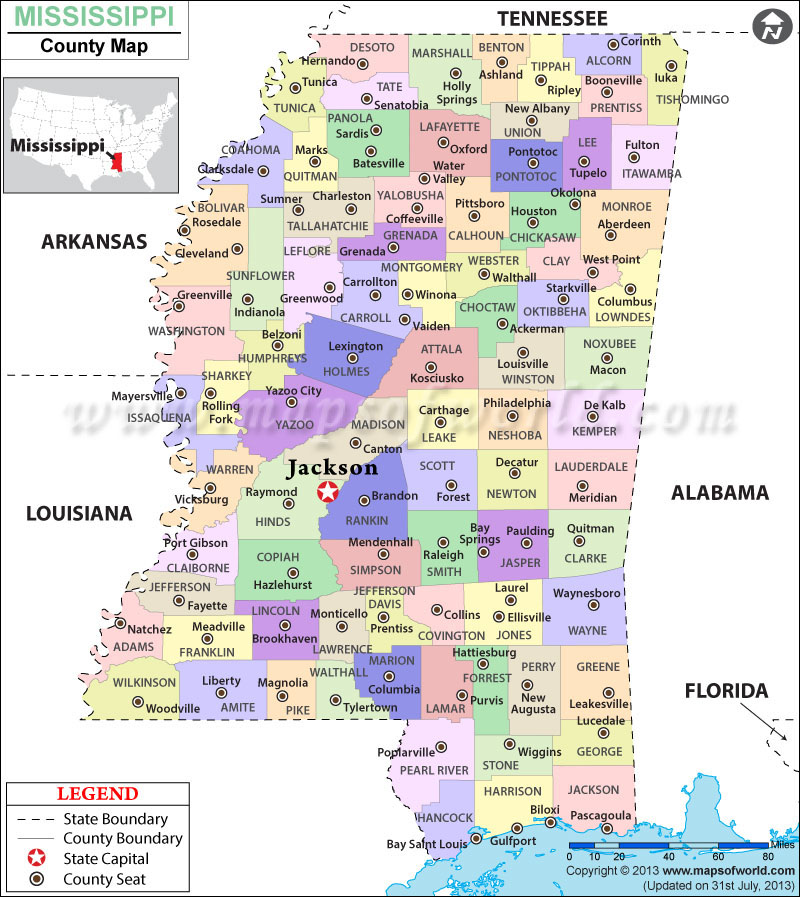 MISSISSIPPI
County Map
TENNESSEE
N
Mississippi
ARKANSAS
LOUISIANA
ALABAMA
FLORIDA
DESOTO
Hernando
MARSHALL
Holly
Springs
BENTON
Ashland
TIPPAH
Ripley
Corinth
ALCORN
Iuka
TISHOMINGO
Booneville
PRENTISS
Tunica
TUNICA
TATE
Senatobia
PANOLA
Sardis
Batesville
LAFAYETTE
Oxford
New Albany
UNION
Pontotoc
PONTOTOC
LEE
Tupelo
Fulton
ITAWAMBA
COAHOMA
Clarksdale
Marks
QUITMAN
Water
Valley
YALOBUSHA
Coffeeville
Sumner
Charleston
TALLAHATCHIE
Pittsboro
CALHOUN
Houston
CHICKASAW
Okolona
MONROE
Aberdeen
BOLIVAR
Rosedale
Cleveland
LEFLORE
Greenwood
GRENADA
Grenada
MONTGOMERY
Winona
WEBSTER
Walthall
CLAY
West Point
SUNFLOWER
Indianola
Greenville
WASHINGTON
Carrollton
CARROLL
Vaiden
CHOCTAW
Ackerman
Starkville
OKTIBBEHA
Columbus
LOWNDES
Belzoni
HUMPHREYS
Lexington
HOLMES
ATTALA
Kosciusko
Louisville
WINSTON
NOXUBEE
Macon
SHARKEY
Rolling
Fork
Mayersville
ISSAQUENA
Yazoo City
YAZOO
MADISON
Canton
Carthage
LEAKE
Philadelphia
NESHOBA
De Kalb
KEMPER
www.mapsofworld.com
WARREN
Vicksburg
Jackson
Raymond
HINDS
Brandon
RANKIN
SCOTT
Forest
Decatur
NEWTON
LAUDERDALE
Meridian
Port Gibson
CLAIBORNE
COPIAH
Hazlehurst
Mendenhall
SIMPSON
Raleigh
SMITH
Bay
Springs
Paulding
JASPER
Quitman
CLARKE
JEFFERSON
Fayette
Natchez
ADAMS
Meadville
FRANKLIN
LINCOLN
Brookhaven
Monticello
LAWRENCE
JEFFERSON
DAVIS
Prentiss
Collins
COVINGTON
Laurel
Ellisville
JONES
Waynesboro
WAYNE
WILKINSON
Woodville
Liberty
AMITE
Magnolia
PIKE
WALTHALL
Tylertown
MARION
Columbia
LAMAR
Purvis
Hattiesburg
FORREST
PERRY
New
Augusta
GREENE
Leakesville
Lucedale
GEORGE
Poplarville
PEARL RIVER
Wiggins
STONE
HANCOCK
Bay Saint Louis
HARRISON
Gulfport
Biloxi
JACKSON
Pascagoula
LEGEND
State Boundary
County Boundary
State Capital
County Seat
0 10 20 40 60 80 Miles
Copyright © 2013 www.mapsofworld.com
(Updated on 31st July, 2013)